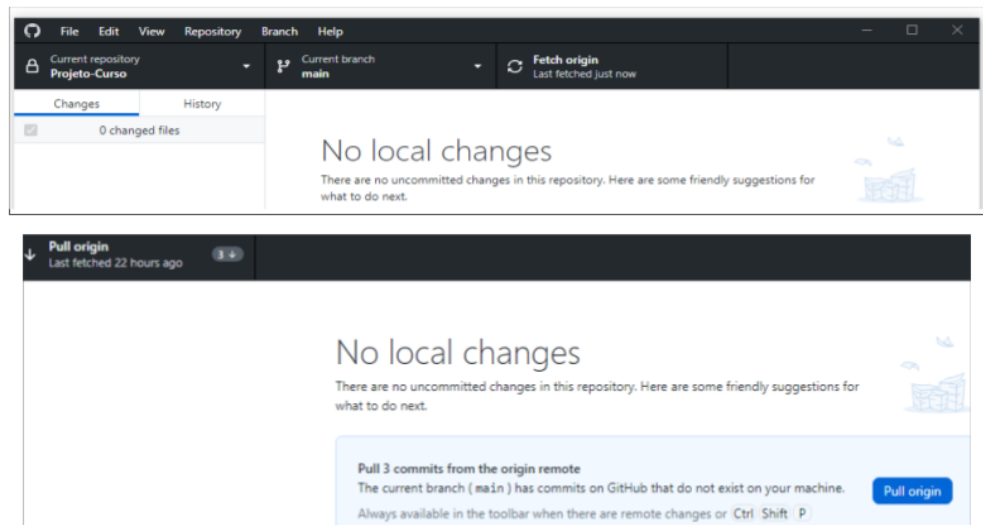 File Edit View Repository Branch Help
Current repository
Projeto-Curso
Current branch
main
Fetch origin
Last fetched just now
Changes History
0 changed files
No local changes
There are no uncommitted changes in this repository. Here are some friendly suggestions for
what to do next.
Pull origin
Last fetched 22 hours ago
3
No local changes
There are no uncommitted changes in this repository. Here are some friendly suggestions for
what to do next.
Pull 3 commits from the origin remote
The current branch ( main ) has commits on GitHub that do not exist on your machine.
Pull origin
Always available in the toolbar when there are remote changes or Ctrl Shift P